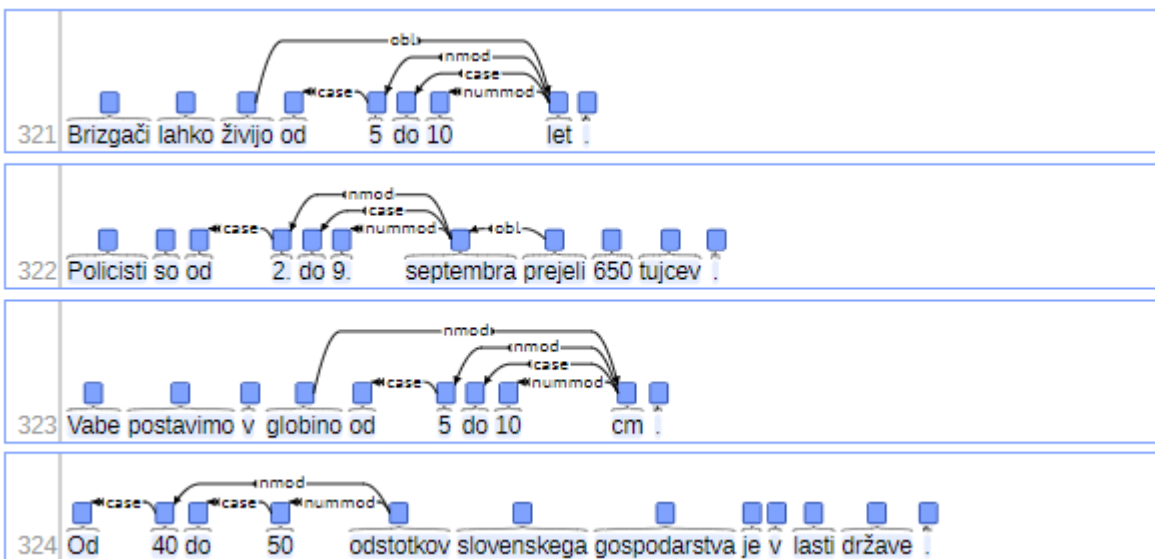 obl
nmod
case
case nummod
321 Brizgači lahko živijo od 5 do 10 let .
nmod
case
case nummod obl
322 Policisti so od 2. do 9. septembra prejeli 650 tujcev .
nmod
nmod
case
case nummod
323 Vabe postavimo v globino od 5 do 10 cm .
nmod
case case nummod
324 Od 40 do 50 odstotkov slovenskega gospodarstva je v lasti države .